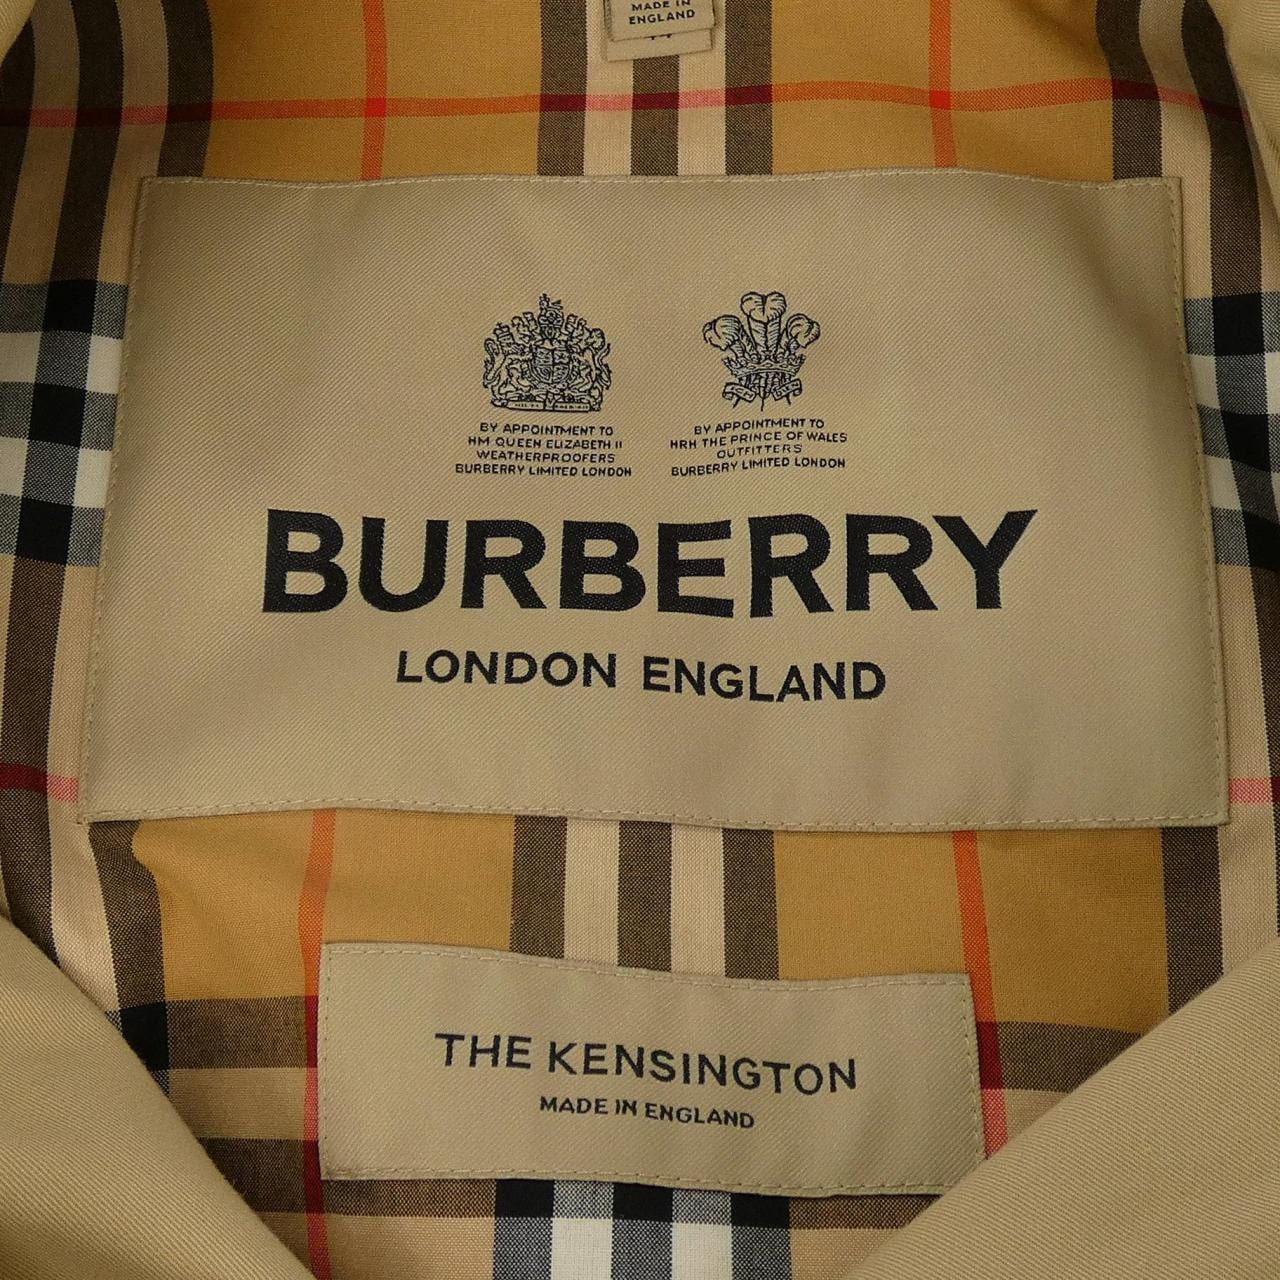 MADE IN
ENGLAND
BY APPOINTMENT TO
HM QUEEN ELIZABETH II
WEATHERPROOFERS
BURBERRY LIMITED LONDON
BY APPOINTMENT TO
HRH THE PRINCE OF WALES
OUTFITTERS
BURBERRY LIMITED LONDON
BURBERRY
LONDON ENGLAND
THE KENSINGTON
MADE IN ENGLAND